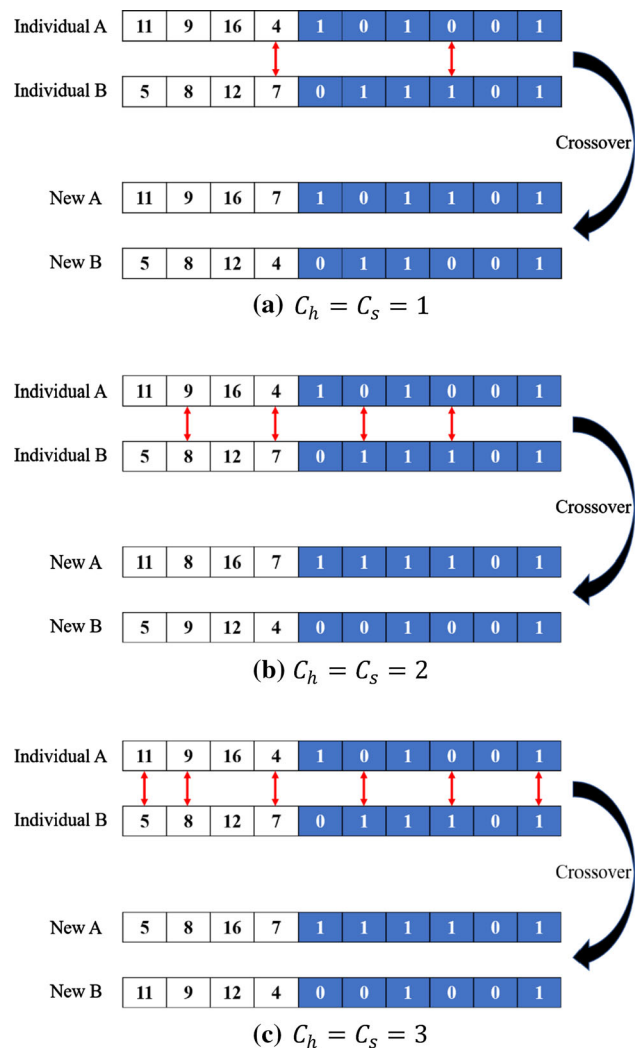 Individual A 11 9 16 4 1 0 1 0 0 1
Individual B 5 8 12 7 0 1 1 1 0 1
Crossover
New A 11 9 16 7 1 0 1 1 0 1
New B 5 8 12 4 0 1 1 0 0 1
(a) C_h = C_s = 1
Individual A 11 9 16 4 1 0 1 0 0 1
Individual B 5 8 12 7 0 1 1 1 0 1
Crossover
New A 11 8 16 7 1 1 1 1 0 1
New B 5 9 12 4 0 0 1 0 0 1
(b) C_h = C_s = 2
Individual A 11 9 16 4 1 0 1 0 0 1
Individual B 5 8 12 7 0 1 1 1 0 1
Crossover
New A 5 8 16 7 1 1 1 1 0 1
New B 11 9 12 4 0 0 1 0 0 1
(c) C_h = C_s = 3